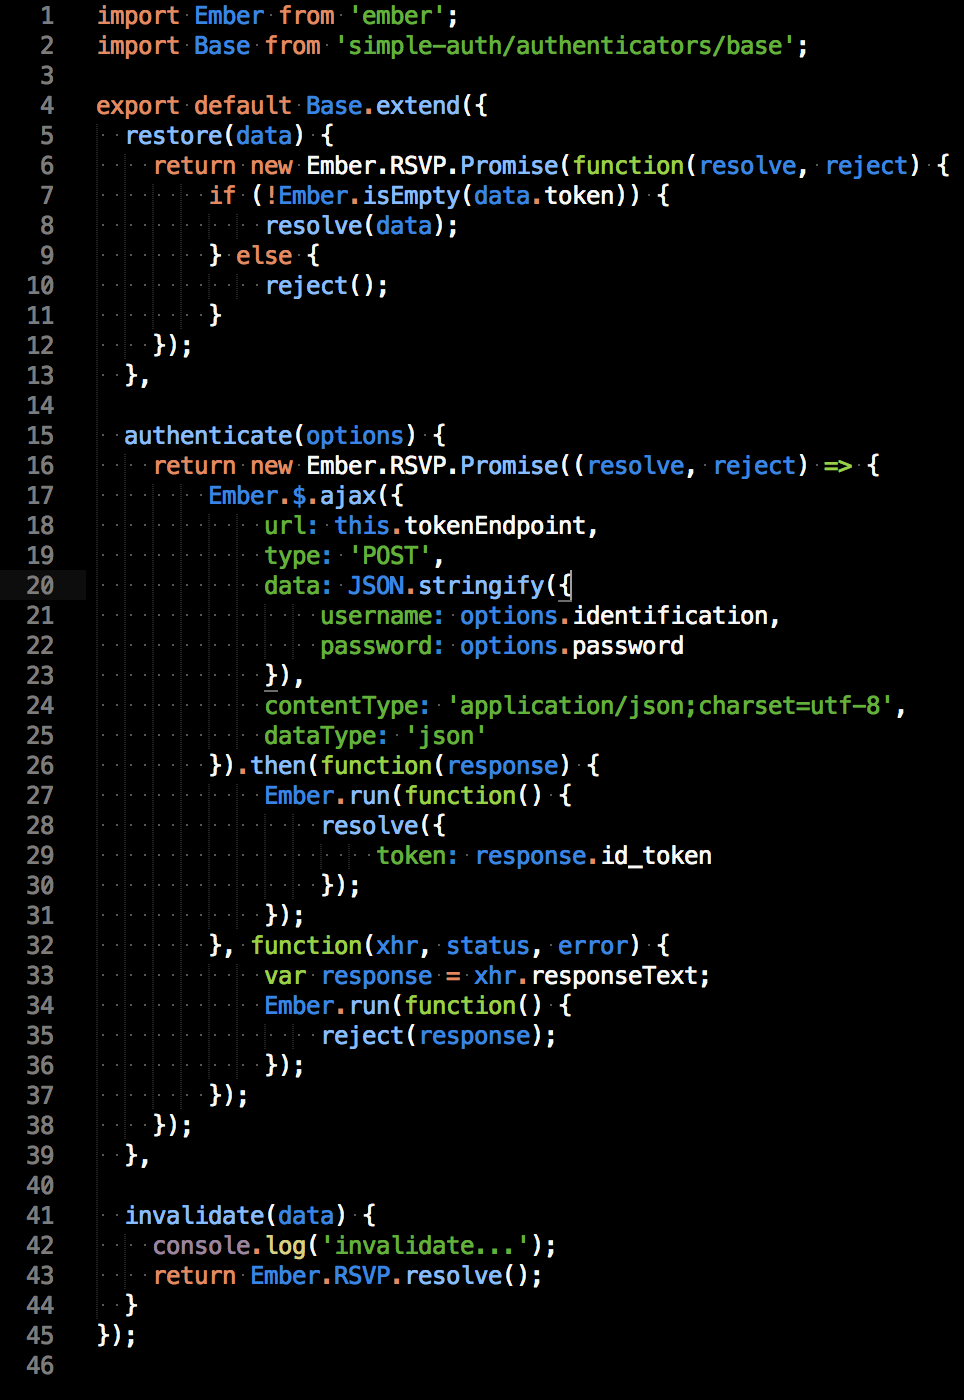 1 import Ember from 'ember';
2 import Base from 'simple-auth/authenticators/base';
3
4 export default Base.extend({
5   restore(data) {
6     return new Ember.RSVP.Promise(function(resolve, reject) {
7         if (!Ember.isEmpty(data.token)) {
8             resolve(data);
9         } else {
10             reject();
11         }
12     });
13   },
14
15   authenticate(options) {
16     return new Ember.RSVP.Promise((resolve, reject) => {
17         Ember.$.ajax({
18             url: this.tokenEndpoint,
19             type: 'POST',
20             data: JSON.stringify({
21                 username: options.identification,
22                 password: options.password
23             }),
24             contentType: 'application/json;charset=utf-8',
25             dataType: 'json'
26         }).then(function(response) {
27             Ember.run(function() {
28                 resolve({
29                     token: response.id_token
30                 });
31             });
32         }, function(xhr, status, error) {
33             var response = xhr.responseText;
34             Ember.run(function() {
35                 reject(response);
36             });
37         });
38     });
39   },
40
41   invalidate(data) {
42     console.log('invalidate...');
43     return Ember.RSVP.resolve();
44   }
45 });
46